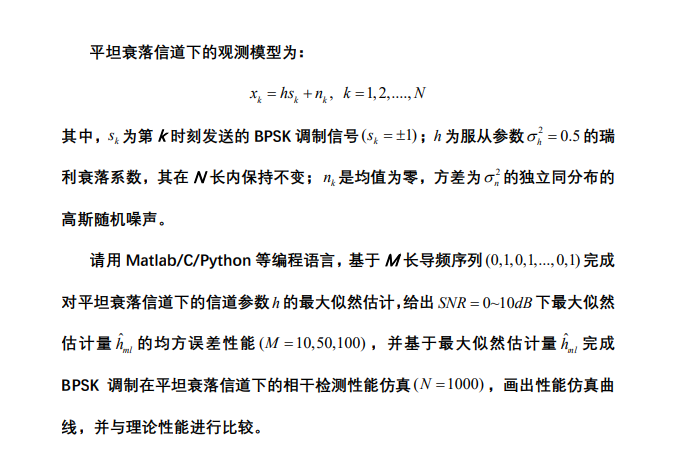 平坦衰落信道下的观测模型为：
x_k = hs_k + n_k, k = 1, 2, ...., N
其中，s_k 为第 k 时刻发送的 BPSK 调制信号 (s_k = ±1)；h 为服从参数 σ_h^2 = 0.5 的瑞
利衰落系数，其在 N 长内保持不变；n_k 是均值为零，方差为 σ_n^2 的独立同分布的
高斯随机噪声。
请用 Matlab/C/Python 等编程语言，基于 M 长导频序列 (0,1,0,1,...,0,1) 完成
对平坦衰落信道下的信道参数 h 的最大似然估计，给出 SNR = 0~10dB 下最大似然
估计量 ĥ_ml 的均方误差性能 (M = 10,50,100)，并基于最大似然估计量 ĥ_ml 完成
BPSK 调制在平坦衰落信道下的相干检测性能仿真 (N = 1000)，画出性能仿真曲
线，并与理论性能进行比较。